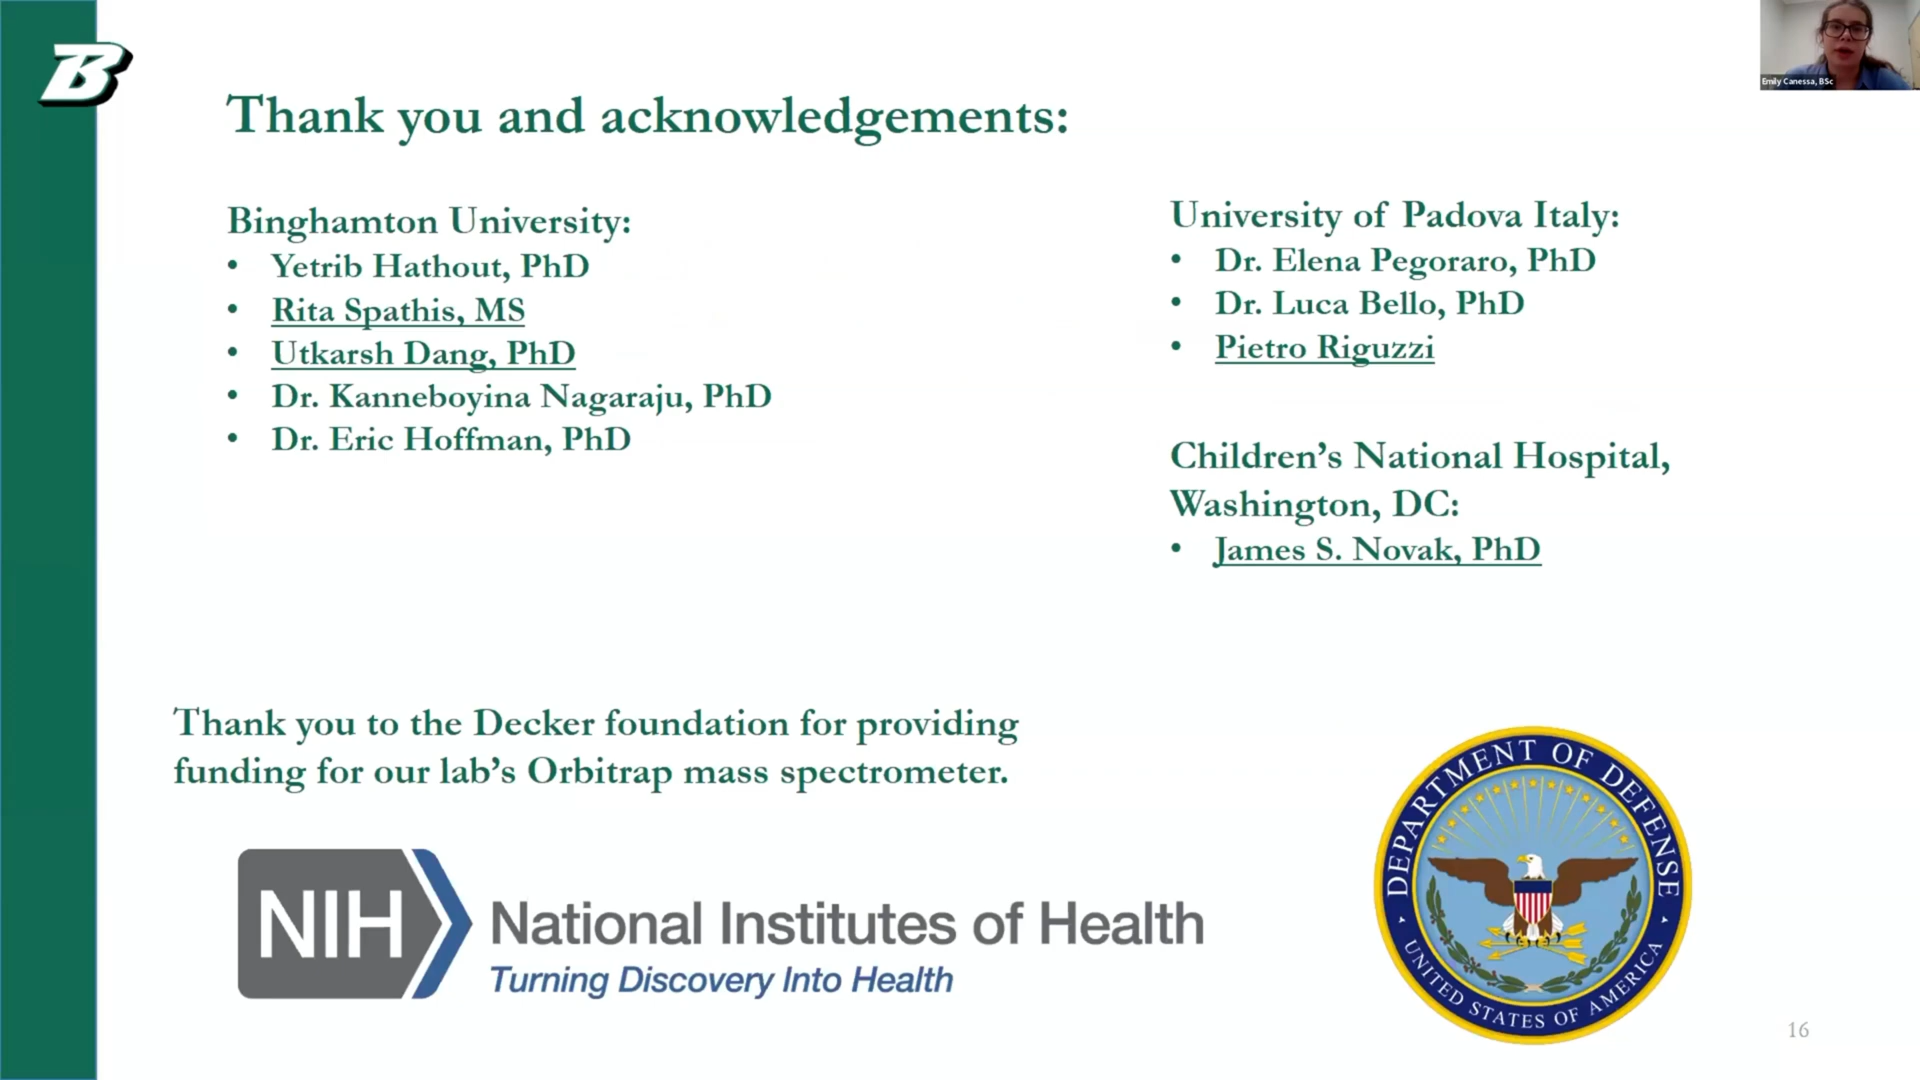 B
Thank you and acknowledgements:
Binghamton University:
• Yetrib Hathout, PhD
• Rita Spathis, MS
• Utkarsh Dang, PhD
• Dr. Kanneboyina Nagaraju, PhD
• Dr. Eric Hoffman, PhD
University of Padova Italy:
• Dr. Elena Pegoraro, PhD
• Dr. Luca Bello, PhD
• Pietro Riguzzi
Children’s National Hospital,
Washington, DC:
• James S. Novak, PhD
Thank you to the Decker foundation for providing
funding for our lab’s Orbitrap mass spectrometer.
NIH
National Institutes of Health
Turning Discovery Into Health
DEPARTMENT OF DEFENSE
UNITED STATES OF AMERICA
16
Emily Canessa, BSc